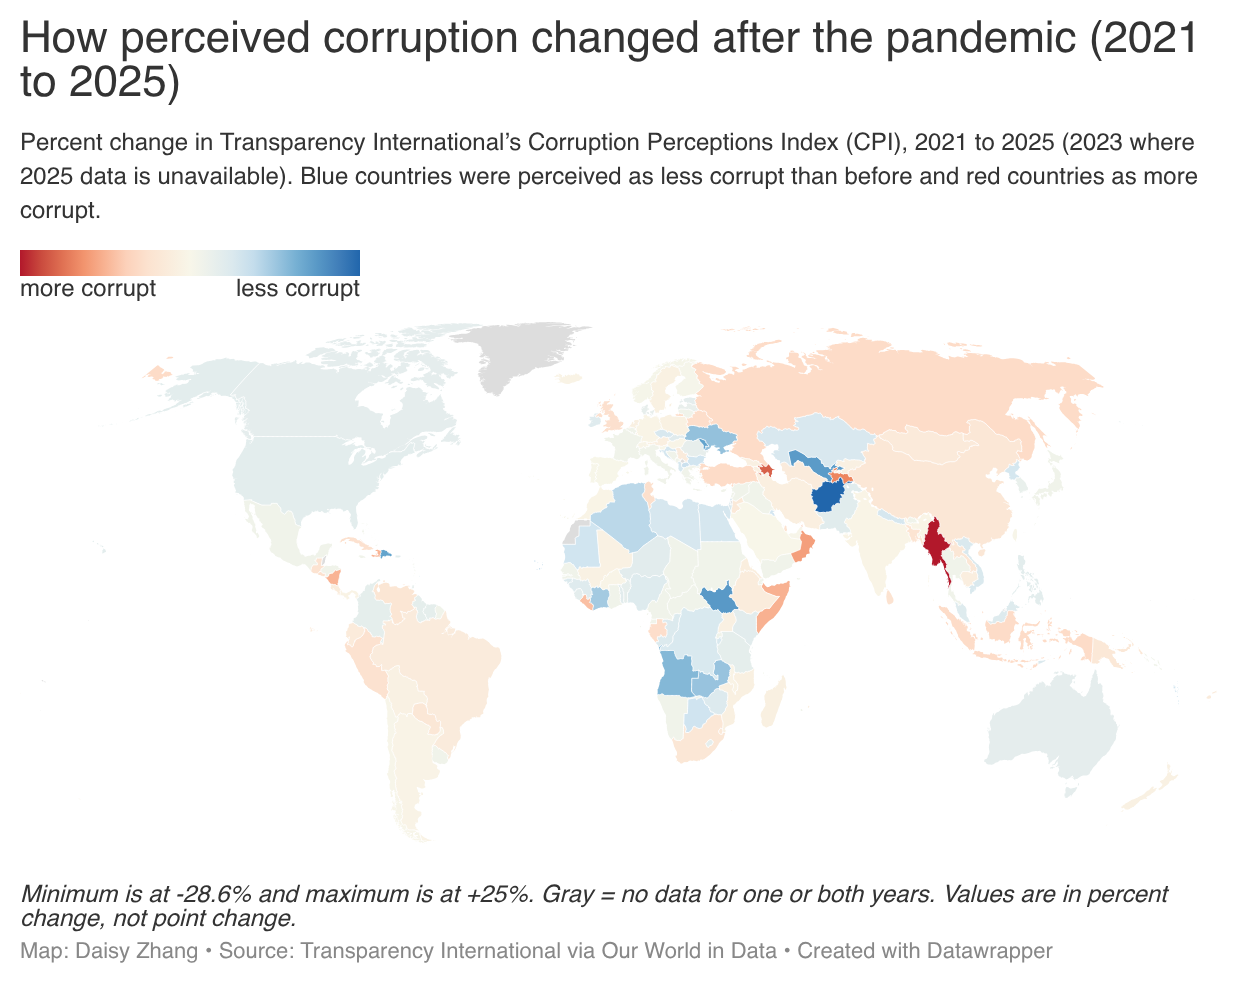 How perceived corruption changed after the pandemic (2021
to 2025)
Percent change in Transparency International’s Corruption Perceptions Index (CPI), 2021 to 2025 (2023 where
2025 data is unavailable). Blue countries were perceived as less corrupt than before and red countries as more
corrupt.
more corrupt
less corrupt
Minimum is at -28.6% and maximum is at +25%. Gray = no data for one or both years. Values are in percent
change, not point change.
Map: Daisy Zhang • Source: Transparency International via Our World in Data • Created with Datawrapper